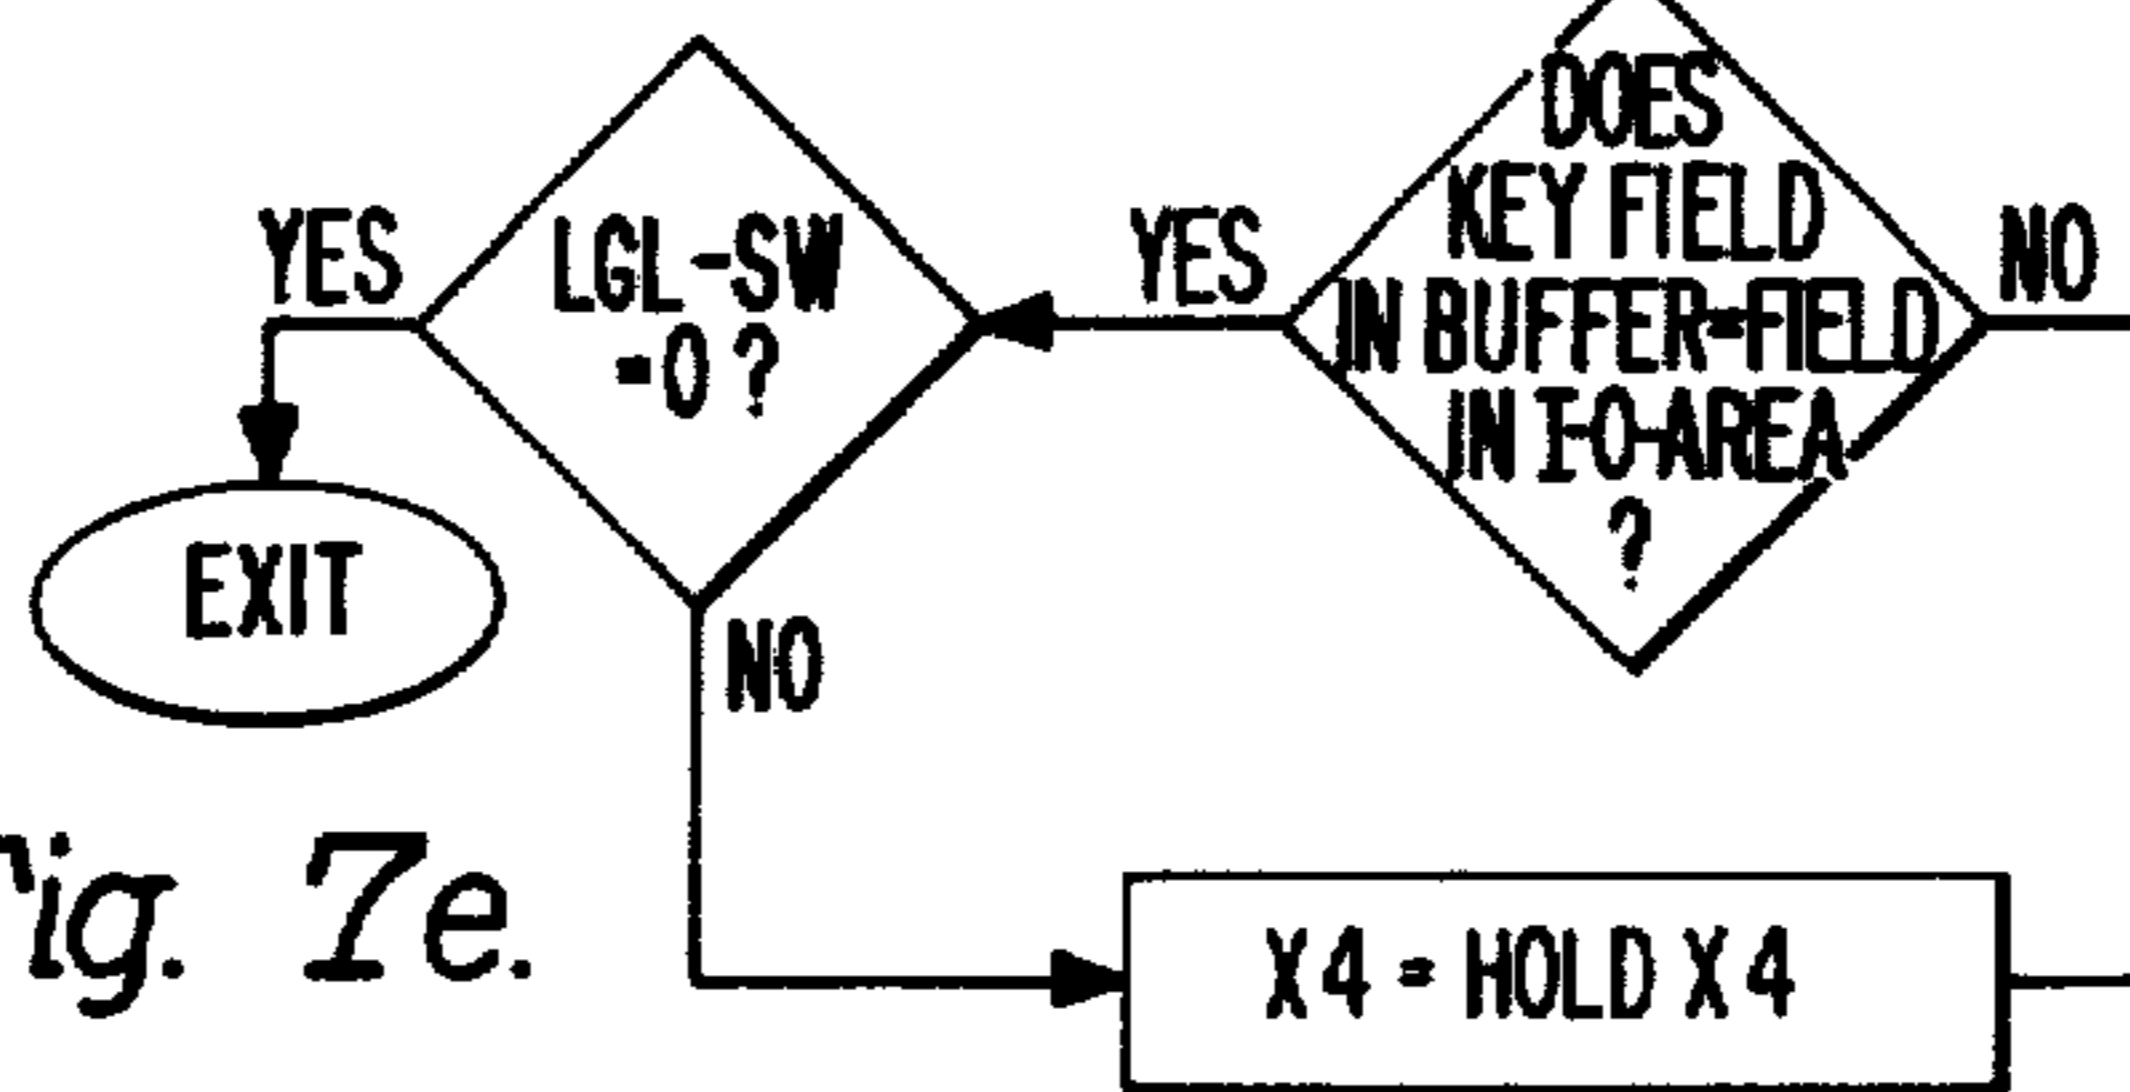 DOES
KEY FIELD
IN BUFFER=FIELD
IN I-O-AREA
?
YES
NO
LGL-SW
=0 ?
YES
NO
EXIT
X4 = HOLD X4
Fig. 7e.